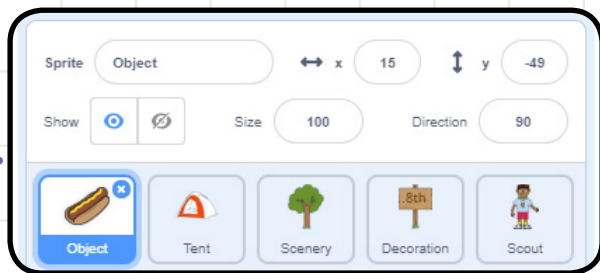 Sprite Object x 15 y -49
Show Size 100 Direction 90
.8th
Object Tent Scenery Decoration Scout